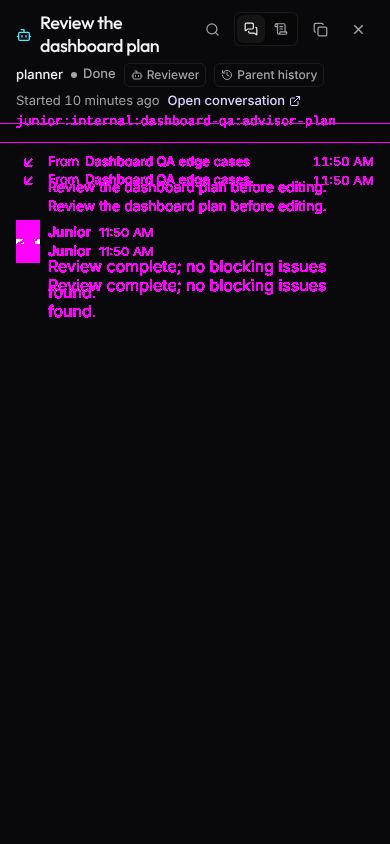 Review the
dashboard plan
planner Done Reviewer Parent history
Started 10 minutes ago Open conversation
junior:internal:dashboard-qa:advisor-plan
From Dashboard QA edge cases 11:50 AM
From Dashboard QA edge cases 11:50 AM
Review the dashboard plan before editing.
Review the dashboard plan before editing.
Junior 11:50 AM
Junior 11:50 AM
Review complete; no blocking issues
Review complete; no blocking issues
found.
found.